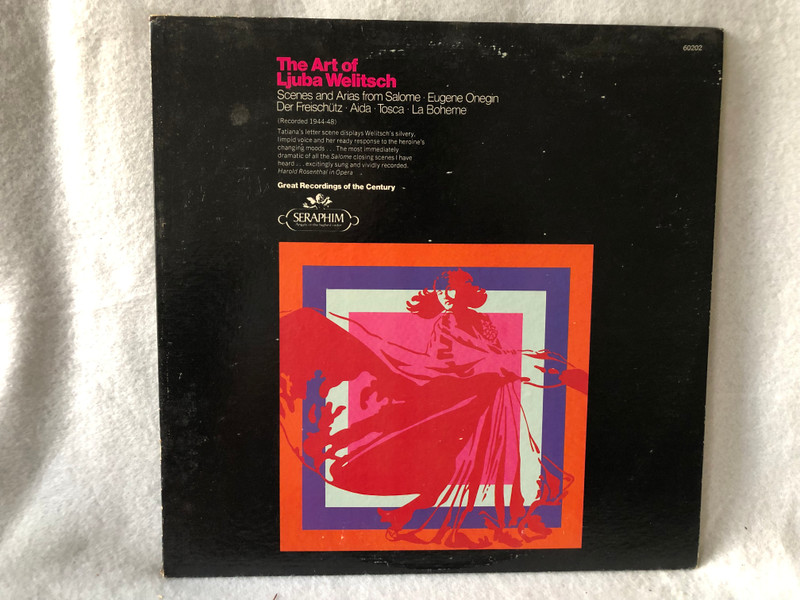 60202
The Art of
Ljuba Welitsch
Scenes and Arias from Salome · Eugene Onegin
Der Freischütz · Aida · Tosca · La Boheme
(Recorded 1944-48)
Tatiana's letter scene displays Welitsch's silvery,
limpid voice and her ready response to the heroine's
changing moods . . . The most immediately
dramatic of all the Salome closing scenes I have
heard . . . excitingly sung and vividly recorded.
Harold Rosenthal in Opera
Great Recordings of the Century
SERAPHIM